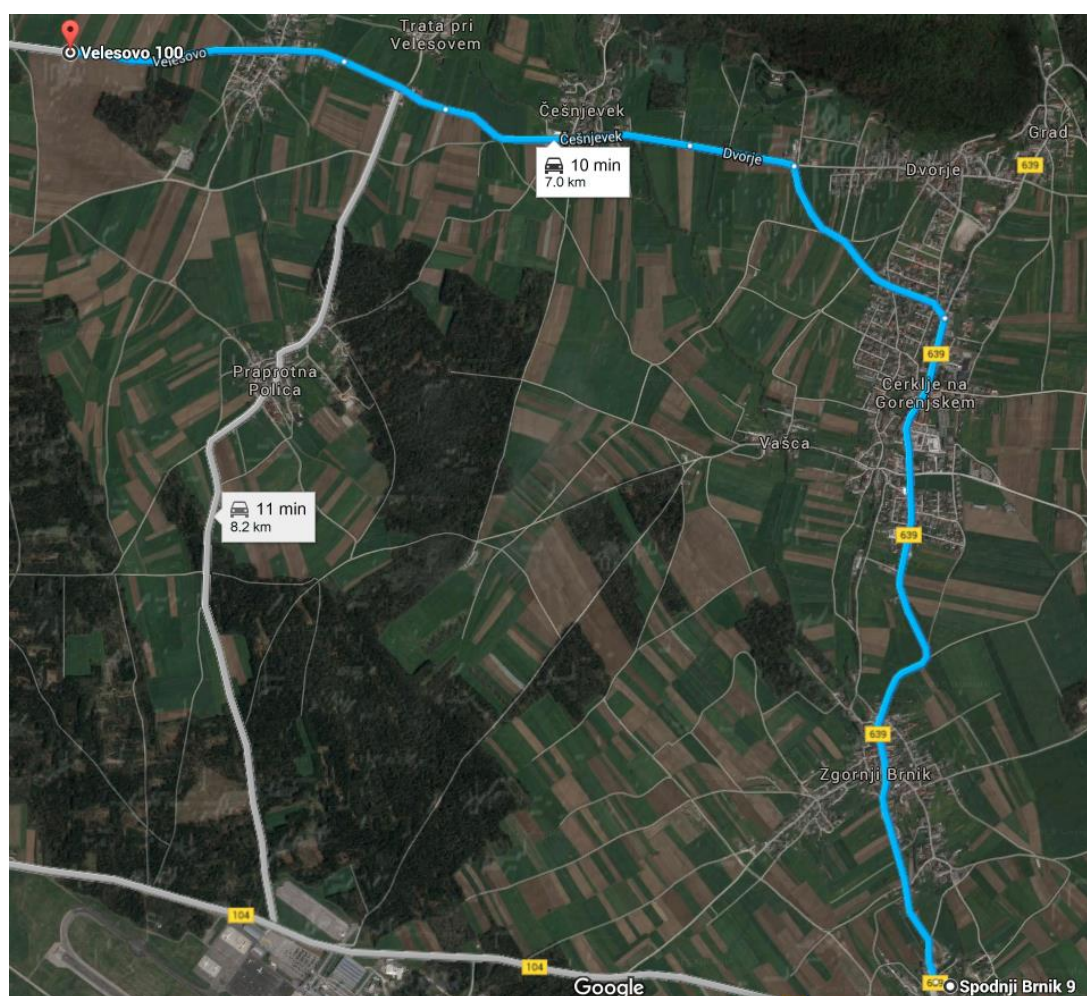 Trata pri
Velesovem
Velesovo 100
Velesovo
Češnjevek
Češnjevek
Grad
Dvorje
Dvorje
639
10 min
7.0 km
639
Praprotna
Polica
Cerklje na
Gorenjskem
Vašca
11 min
8.2 km
639
639
Zgornji Brnik
104
104
Google
Spodnji Brnik 9